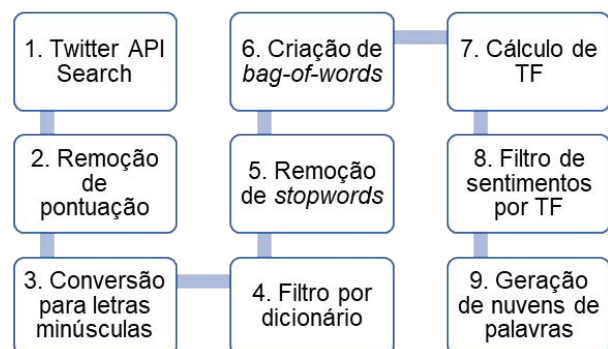 1. Twitter API
Search
2. Remoção
de
pontuação
3. Conversão
para letras
minúsculas
4. Filtro por
dicionário
5. Remoção
de stopwords
6. Criação de
bag-of-words
7. Cálculo de
TF
8. Filtro de
sentimentos
por TF
9. Geração
de nuvens de
palavras